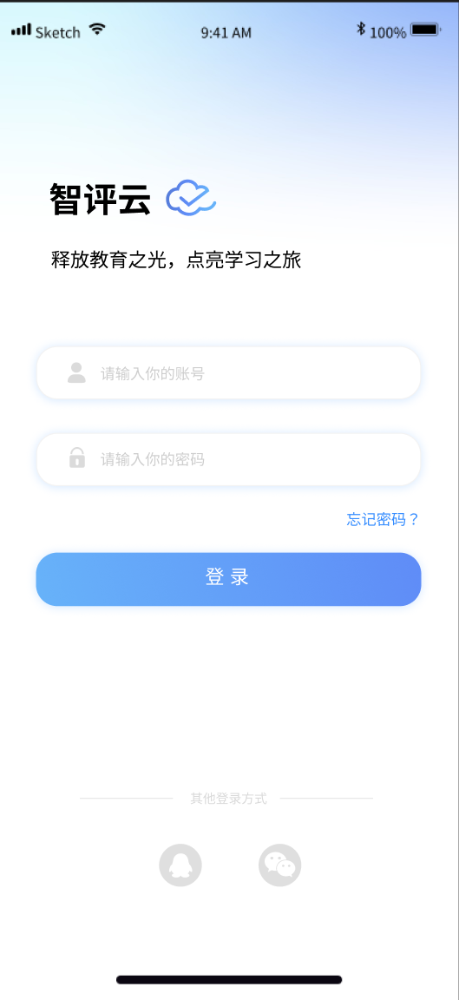 Sketch 9:41 AM 100%
智评云
释放教育之光，点亮学习之旅
请输入你的账号
请输入你的密码
忘记密码？
登 录
其他登录方式